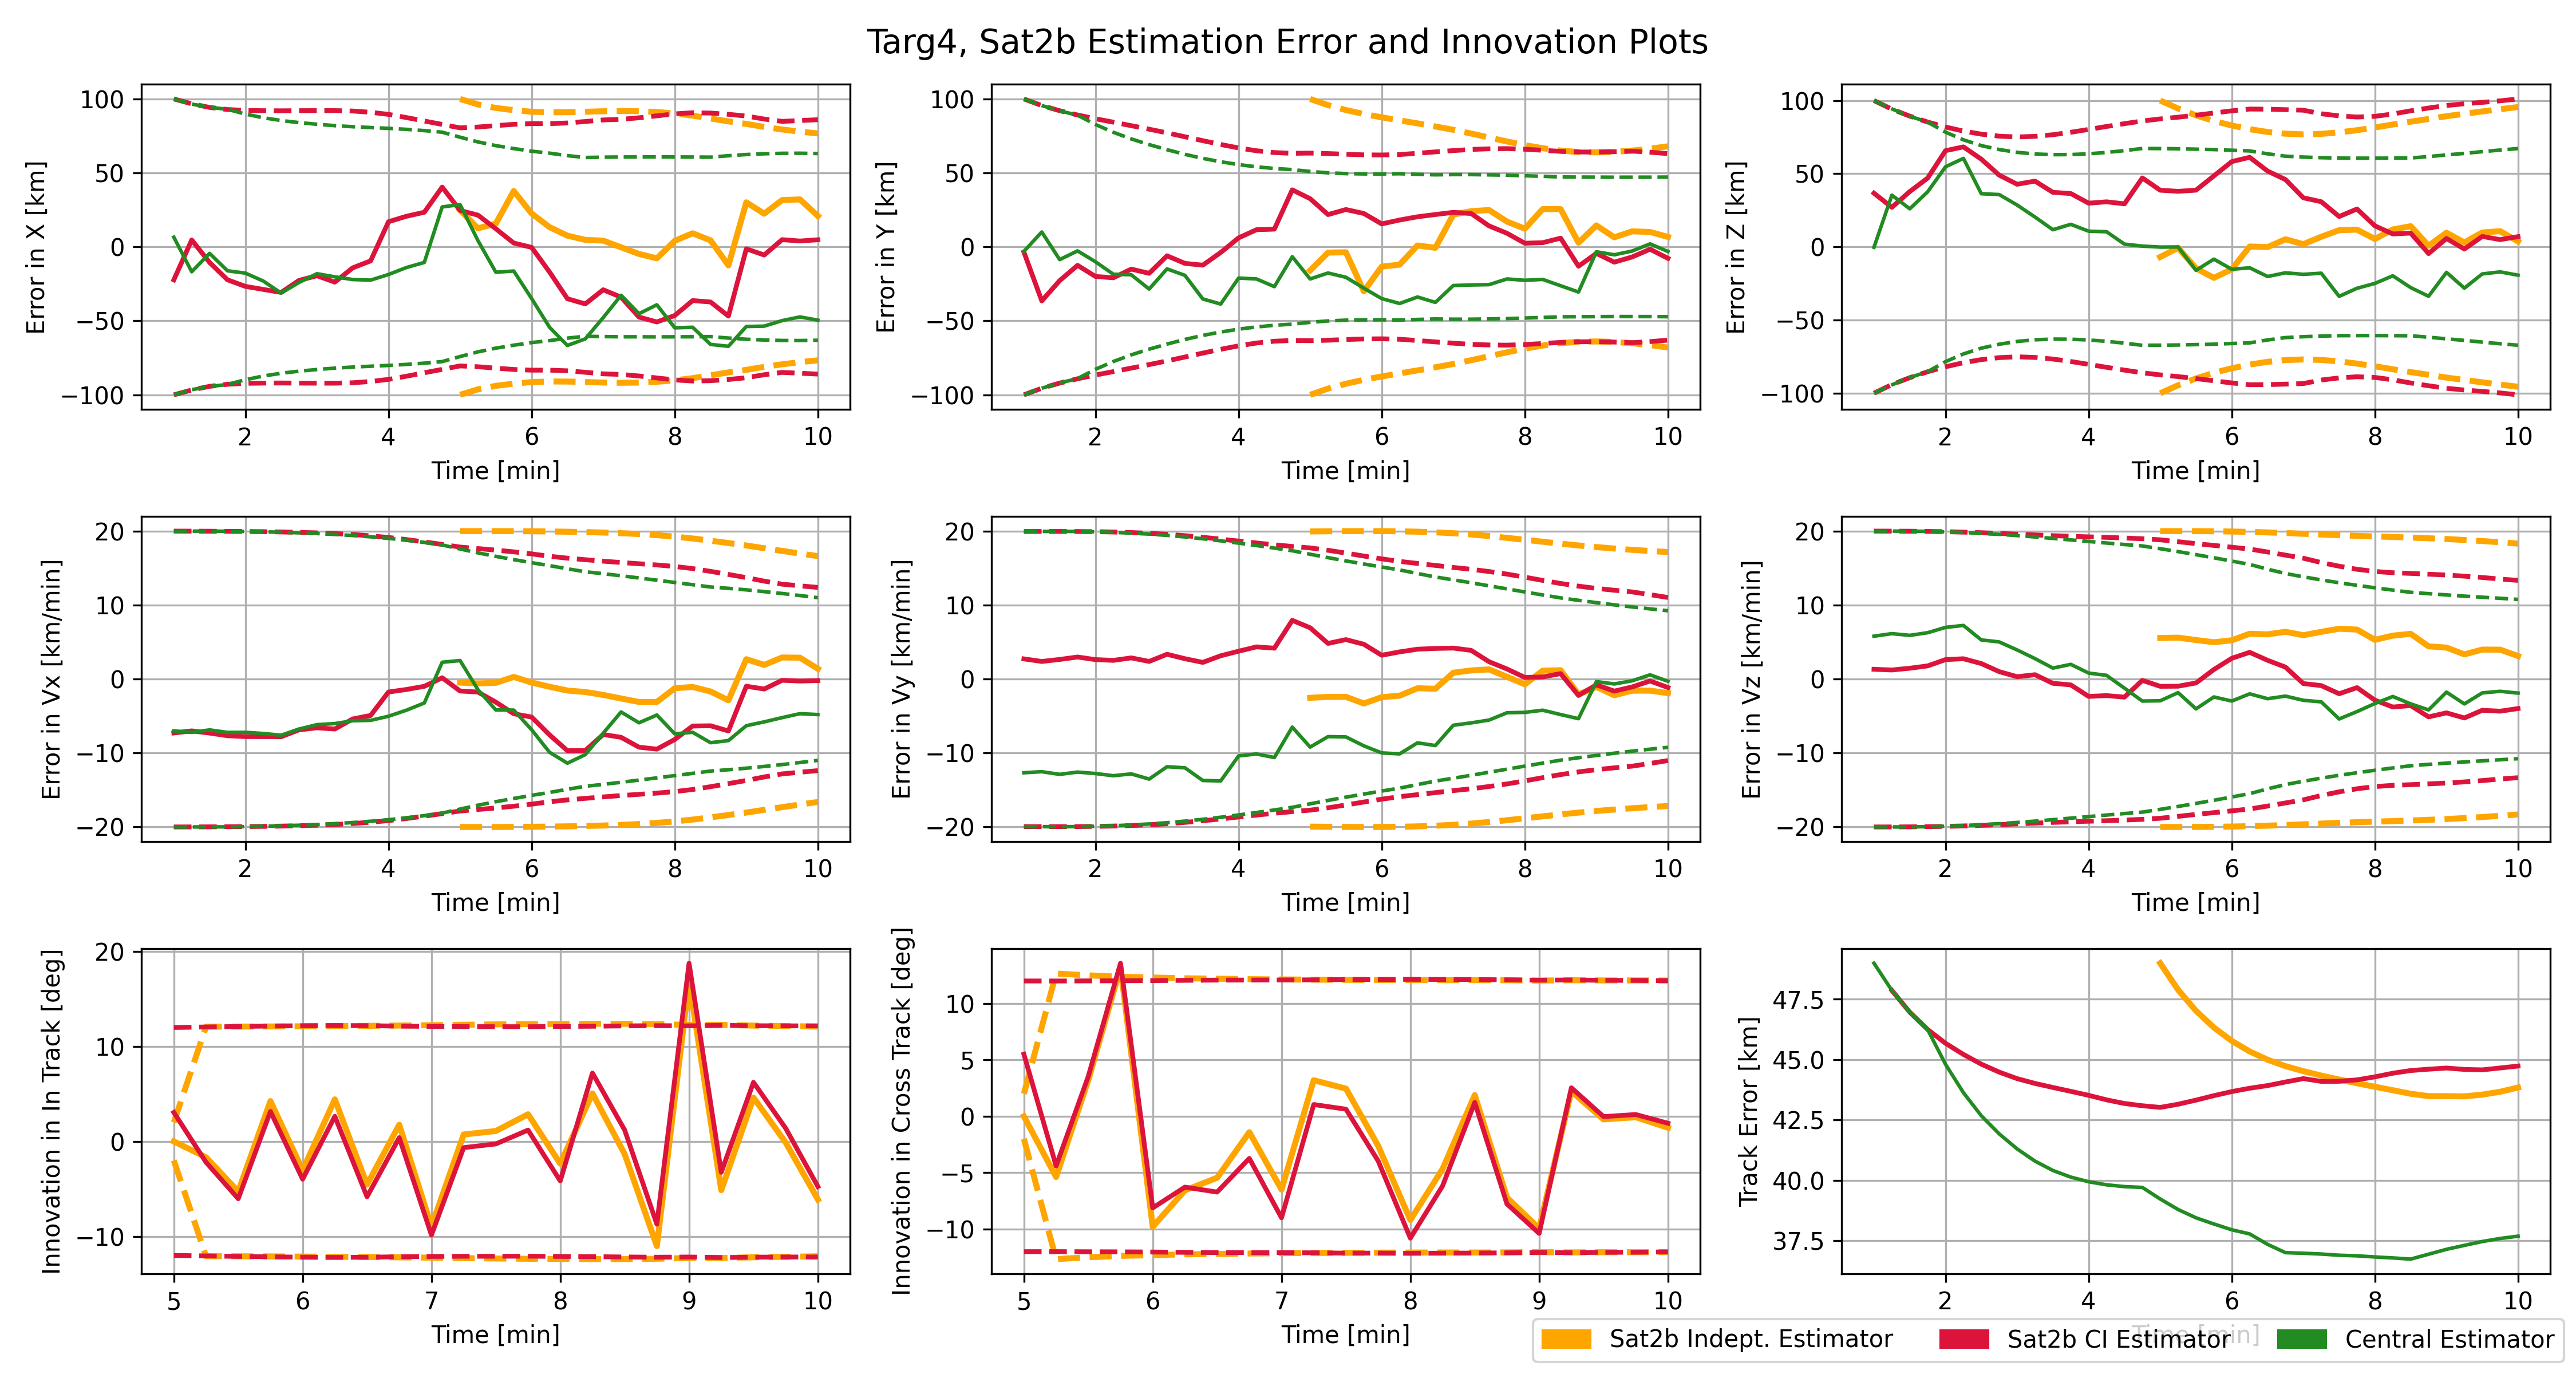 Targ4, Sat2b Estimation Error and Innovation Plots
Error in X [km]
100
50
0
−50
−100
2 4 6 8 10
Time [min]
Error in Y [km]
100
50
0
−50
−100
2 4 6 8 10
Time [min]
Error in Z [km]
100
50
0
−50
−100
2 4 6 8 10
Time [min]
Error in Vx [km/min]
20
10
0
−10
−20
2 4 6 8 10
Time [min]
Error in Vy [km/min]
20
10
0
−10
−20
2 4 6 8 10
Time [min]
Error in Vz [km/min]
20
10
0
−10
−20
2 4 6 8 10
Time [min]
Innovation in In Track [deg]
20
10
0
−10
5 6 7 8 9 10
Time [min]
Innovation in Cross Track [deg]
10
5
0
−5
−10
5 6 7 8 9 10
Time [min]
Track Error [km]
47.5
45.0
42.5
40.0
37.5
2 4 6 8 10
Time [min]
Sat2b Indept. Estimator
Sat2b CI Estimator
Central Estimator